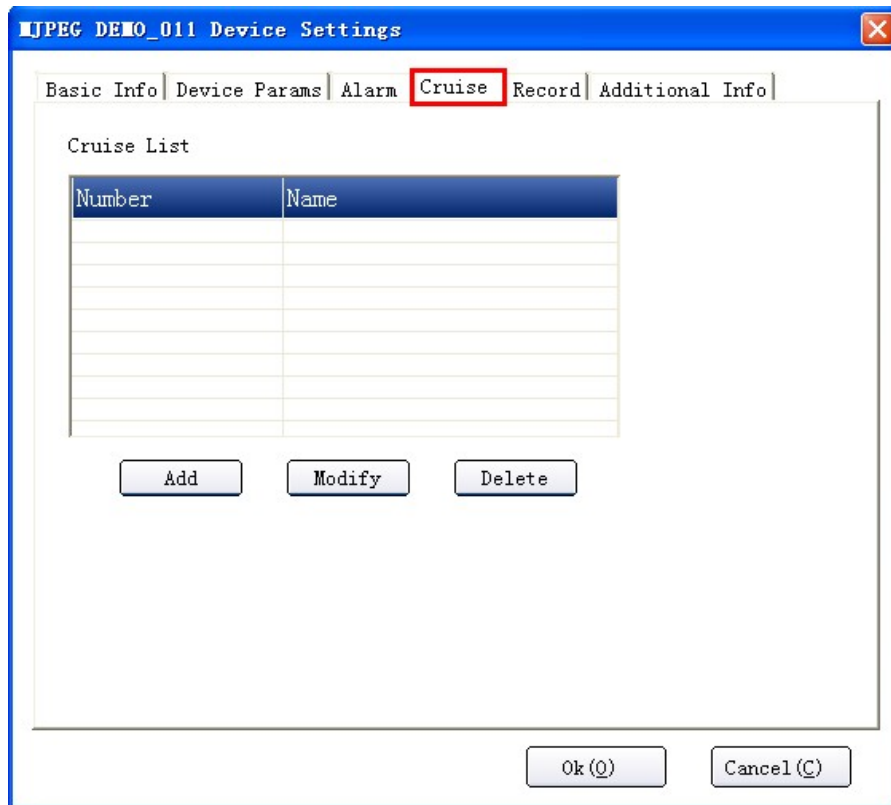 MJPEG DEMO_011 Device Settings
Basic Info Device Params Alarm Cruise Record Additional Info
Cruise List
Number Name
Add Modify Delete
Ok(O) Cancel(C)